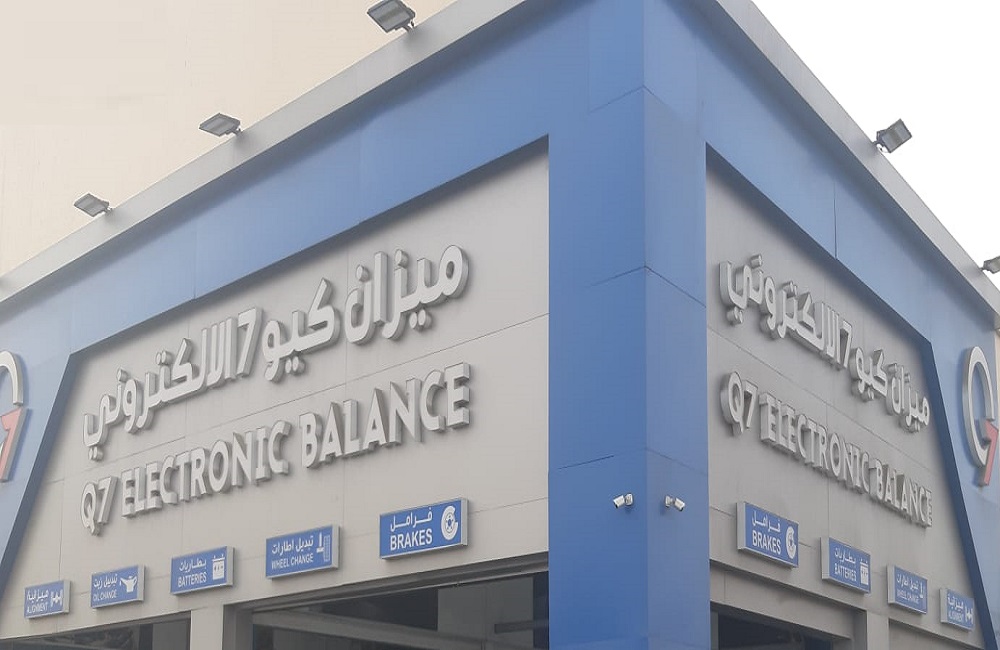 ميزان كيو 7 الالكتروني
Q7 ELECTRONIC BALANCE
ميزانية
ALIGNMENT
تبديل زيت
OIL CHANGE
بطاريات
BATTERIES
تبديل اطارات
WHEEL CHANGE
فرامل
BRAKES
7
ميزان كيو 7 الالكتروني
Q7 ELECTRONIC BALANCE
فرامل
BRAKES
بطاريات
BATTERIES
تبديل اطارات
WHEEL CHANGE
ميزانية
ALIGNMENT
Q7